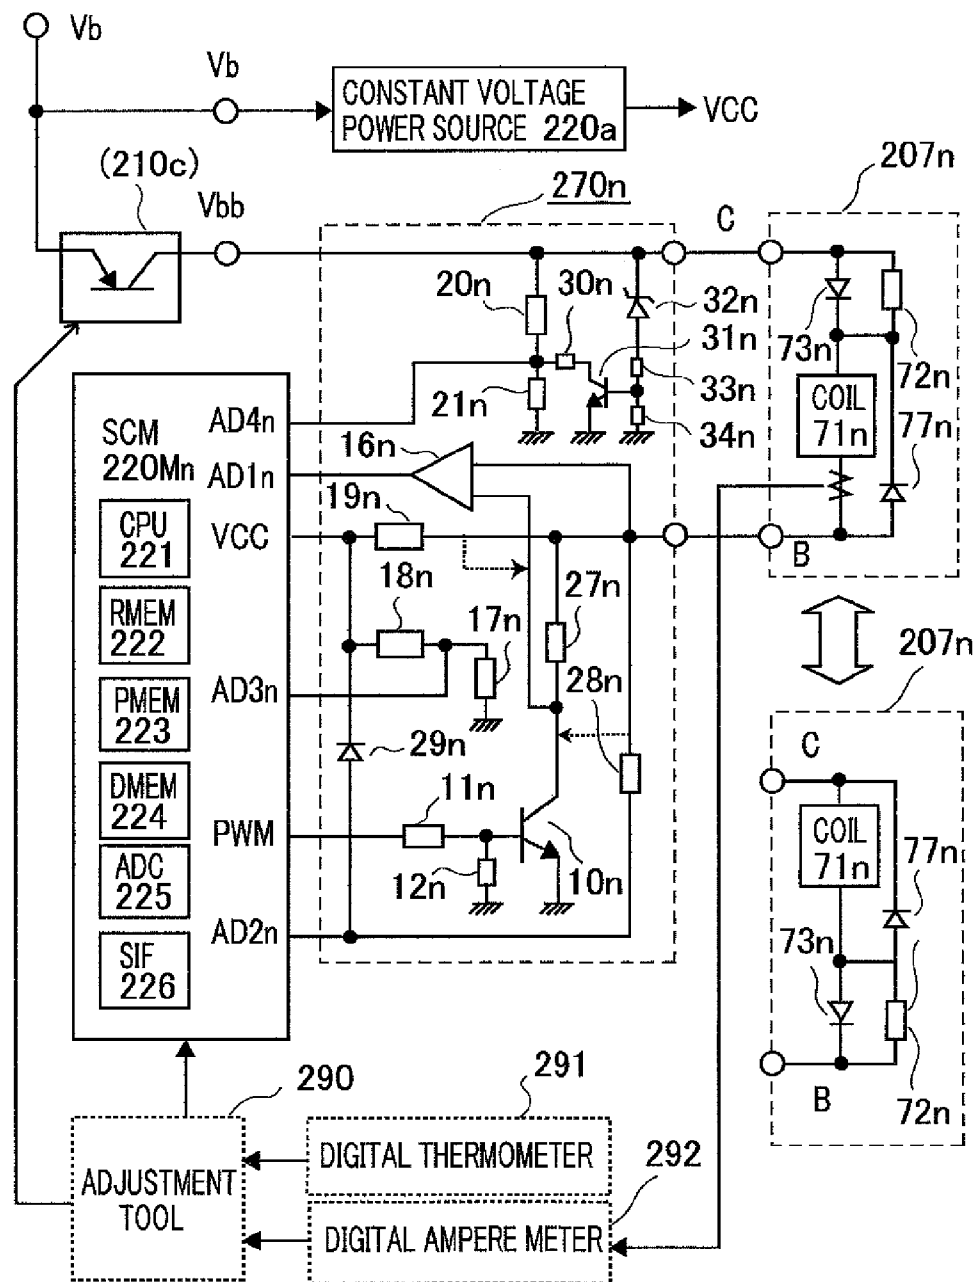 Vb
Vb
CONSTANT VOLTAGE
POWER SOURCE 220a
VCC
(210c)
Vbb
270n
C
207n
20n
30n
32n
31n
33n
34n
21n
73n
72n
COIL
71n
77n
B
SCM
220Mn
AD4n
AD1n
VCC
AD3n
PWM
AD2n
CPU
221
RMEM
222
PMEM
223
DMEM
224
ADC
225
SIF
226
16n
19n
18n
17n
27n
28n
29n
11n
12n
10n
207n
C
COIL
71n
77n
73n
B
72n
290
ADJUSTMENT
TOOL
291
DIGITAL THERMOMETER
292
DIGITAL AMPERE METER